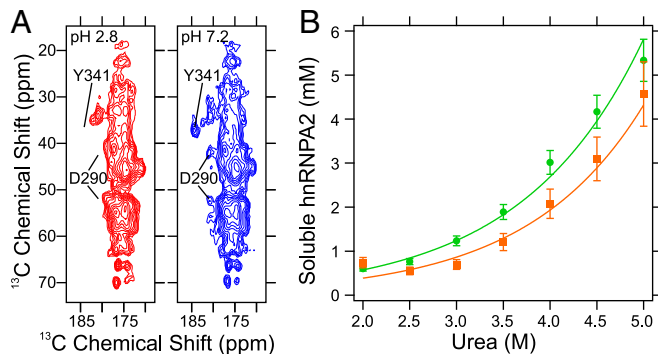 A
pH 2.8
pH 7.2
Y341
Y341
D290
D290
20
30
40
50
60
70
¹³C Chemical Shift (ppm)
185
175
185
175
¹³C Chemical Shift (ppm)
B
6
5
4
3
2
1
0
Soluble hnRNPA2 (mM)
2.0
2.5
3.0
3.5
4.0
4.5
5.0
Urea (M)